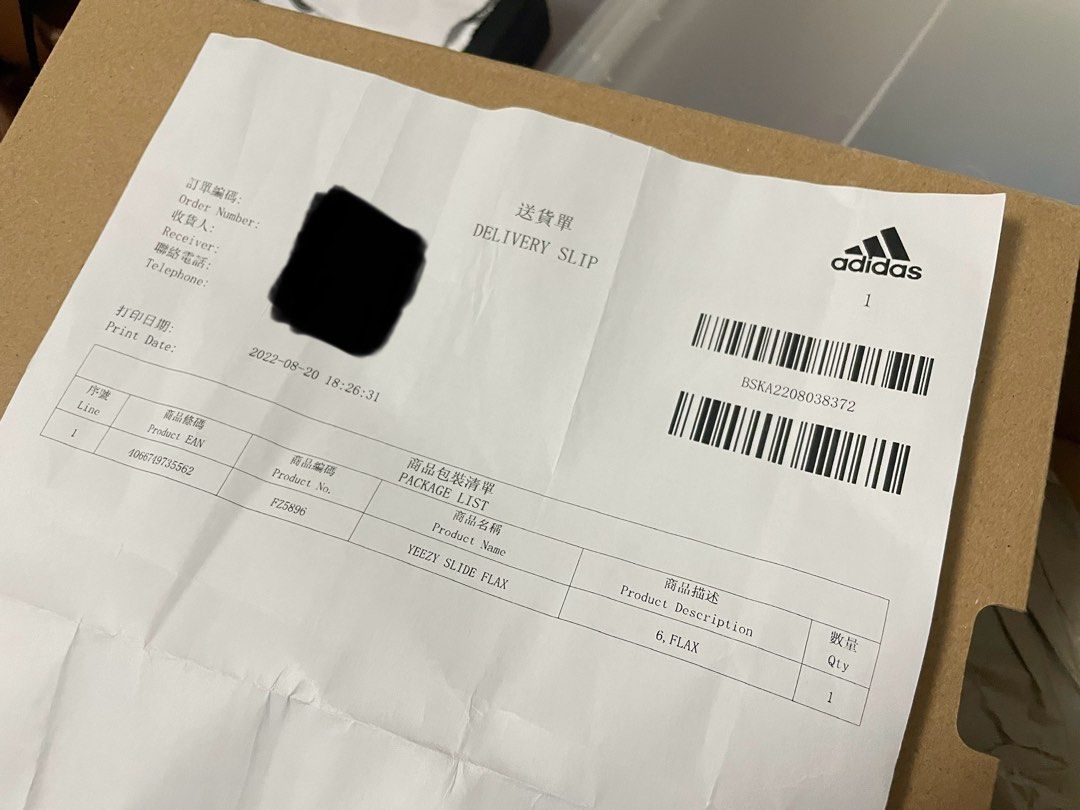 送貨單
DELIVERY SLIP
adidas
1
訂單編碼:
Order Number:
收貨人:
Receiver:
聯絡電話:
Telephone:
打印日期:
Print Date:
2022-08-20 18:26:31
BSKA2208038372
商品包裝清單
PACKAGE LIST
序號 商品條碼 商品編碼 商品名稱 商品描述 數量
Line Product EAN Product No. Product Name Product Description Qty
1 4066749735562 FZ5896 YEEZY SLIDE FLAX 6,FLAX 1